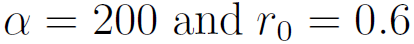 α = 200 and r₀ = 0.6